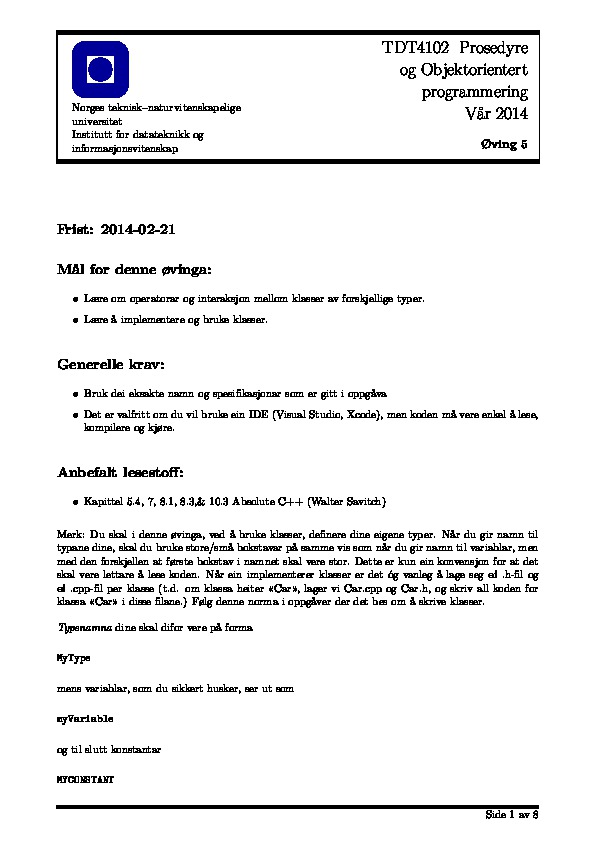 TDT4102 Prosedyre
og Objektorientert
programmering
Vår 2014
Øving 5
Norges teknisk–naturvitenskapelige
universitet
Institutt for datateknikk og
informasjonsvitenskap
Frist: 2014-02-21
Mål for denne øvinga:
• Lære om operatorar og interaksjon mellom klasser av forskjellige typer.
• Lære å implementere og bruke klasser.
Generelle krav:
• Bruk dei eksakte namn og spesifikasjonar som er gitt i oppgåva
• Det er valfritt om du vil bruke ein IDE (Visual Studio, Xcode), men koden må vere enkel å lese,
kompilere og kjøre.
Anbefalt lesestoff:
• Kapittel 5.4, 7, 8.1, 8.3,& 10.3 Absolute C++ (Walter Savitch)
Merk: Du skal i denne øvinga, ved å bruke klasser, definere dine eigene typer. Når du gir namn til
typane dine, skal du bruke store/små bokstavar på samme vis som når du gir namn til variablar, men
med den forskjellen at første bokstav i namnet skal vere stor. Dette er kun ein konvensjon for at det
skal vere lettare å lese koden. Når ein implementerer klasser er det óg vanleg å lage seg ei .h-fil og
ei .cpp-fil per klasse (t.d. om klassa heiter «Car», lager vi Car.cpp og Car.h, og skriv all koden for
klassa «Car» i disse filane.) Følg denne norma i oppgåver der det bes om å skrive klasser.
Typenamna dine skal difor vere på forma
MyType
mens variablar, som du sikkert husker, ser ut som
myVariable
og til slutt konstantar
MYCONSTANT
Side 1 av 8